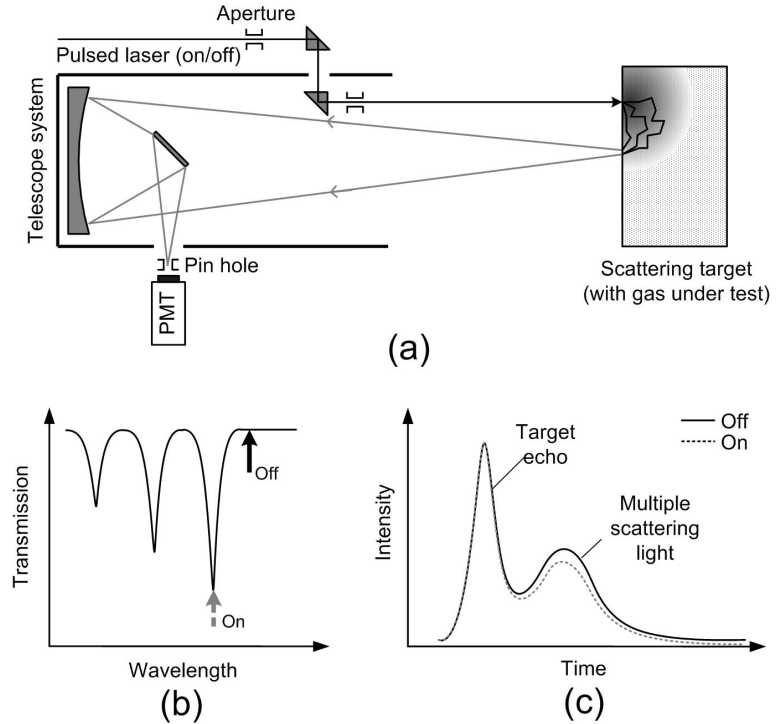 Aperture
Pulsed laser (on/off)
Telescope system
Pin hole
PMT
Scattering target
(with gas under test)
(a)
Transmission
Off
On
Wavelength
(b)
Intensity
Off
On
Target
echo
Multiple
scattering
light
Time
(c)